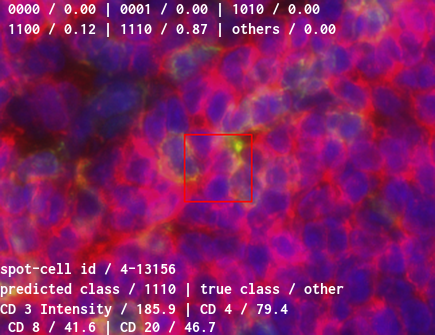 0000 / 0.00 | 0001 / 0.00 | 1010 / 0.00
1100 / 0.12 | 1110 / 0.87 | others / 0.00
spot-cell id / 4-13156
predicted class / 1110 | true class / other
CD 3 Intensity / 185.9 | CD 4 / 79.4
CD 8 / 41.6 | CD 20 / 46.7